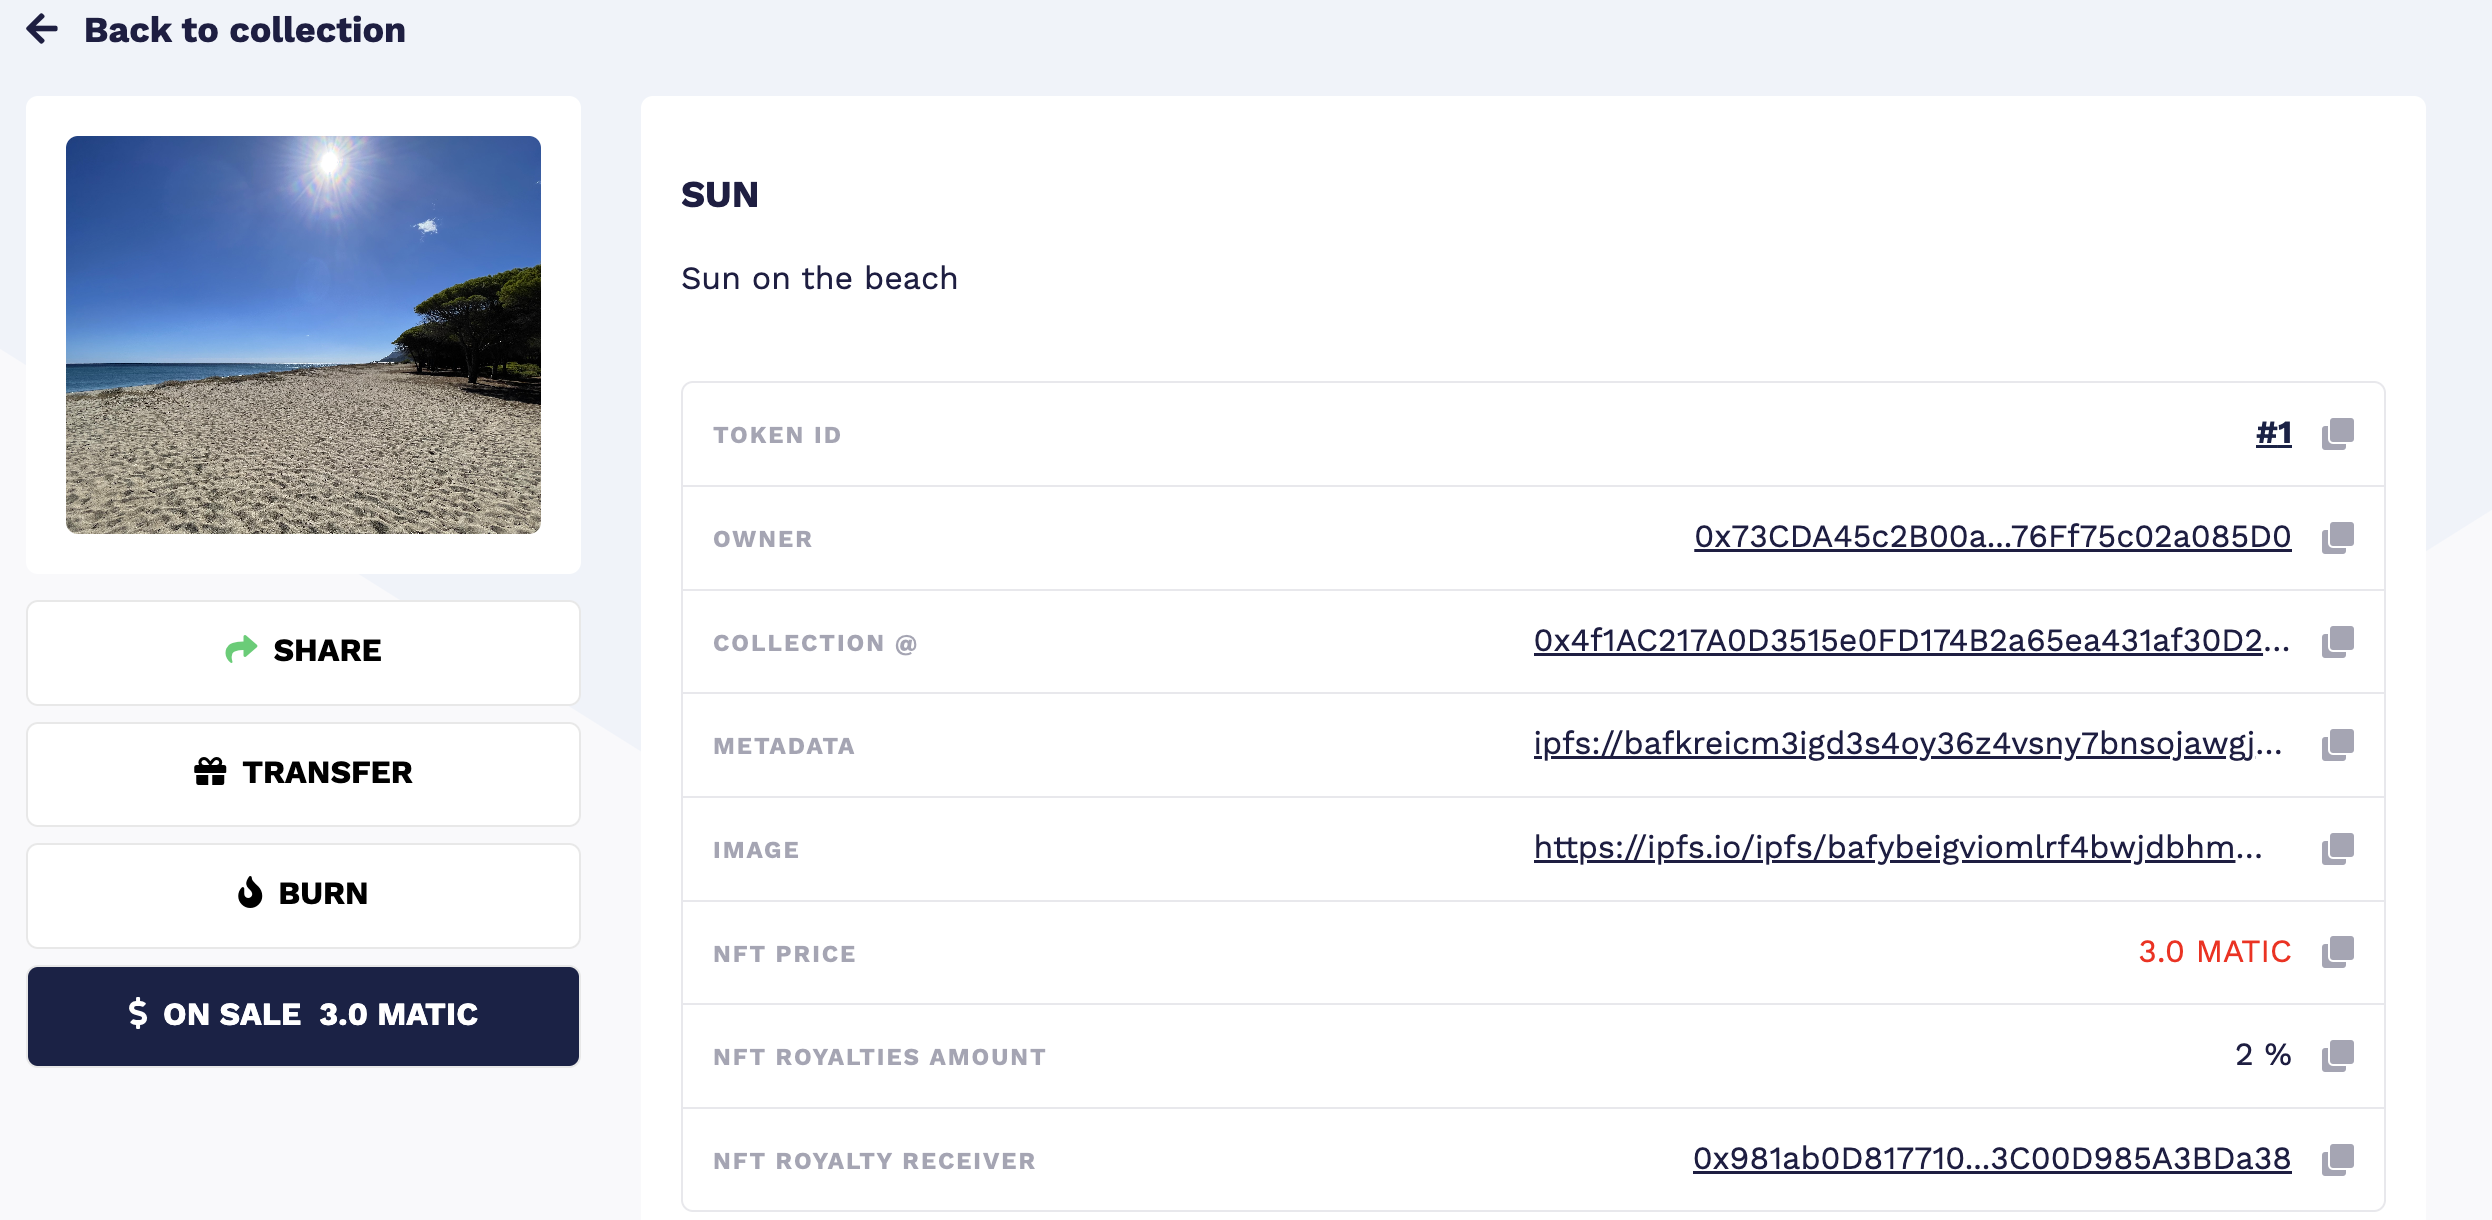 Back to collection
SUN
Sun on the beach
TOKEN ID #1
OWNER 0x73CDA45c2B00a...76Ff75c02a085D0
COLLECTION @ 0x4f1AC217A0D3515e0FD174B2a65ea431af30D2...
METADATA ipfs://bafkreicm3igd3s4oy36z4vsny7bnsojawgj...
IMAGE https://ipfs.io/ipfs/bafybeigviomlrf4bwjdbhm...
NFT PRICE 3.0 MATIC
NFT ROYALTIES AMOUNT 2 %
NFT ROYALTY RECEIVER 0x981ab0D817710...3C00D985A3BDa38
SHARE
TRANSFER
BURN
$ ON SALE 3.0 MATIC